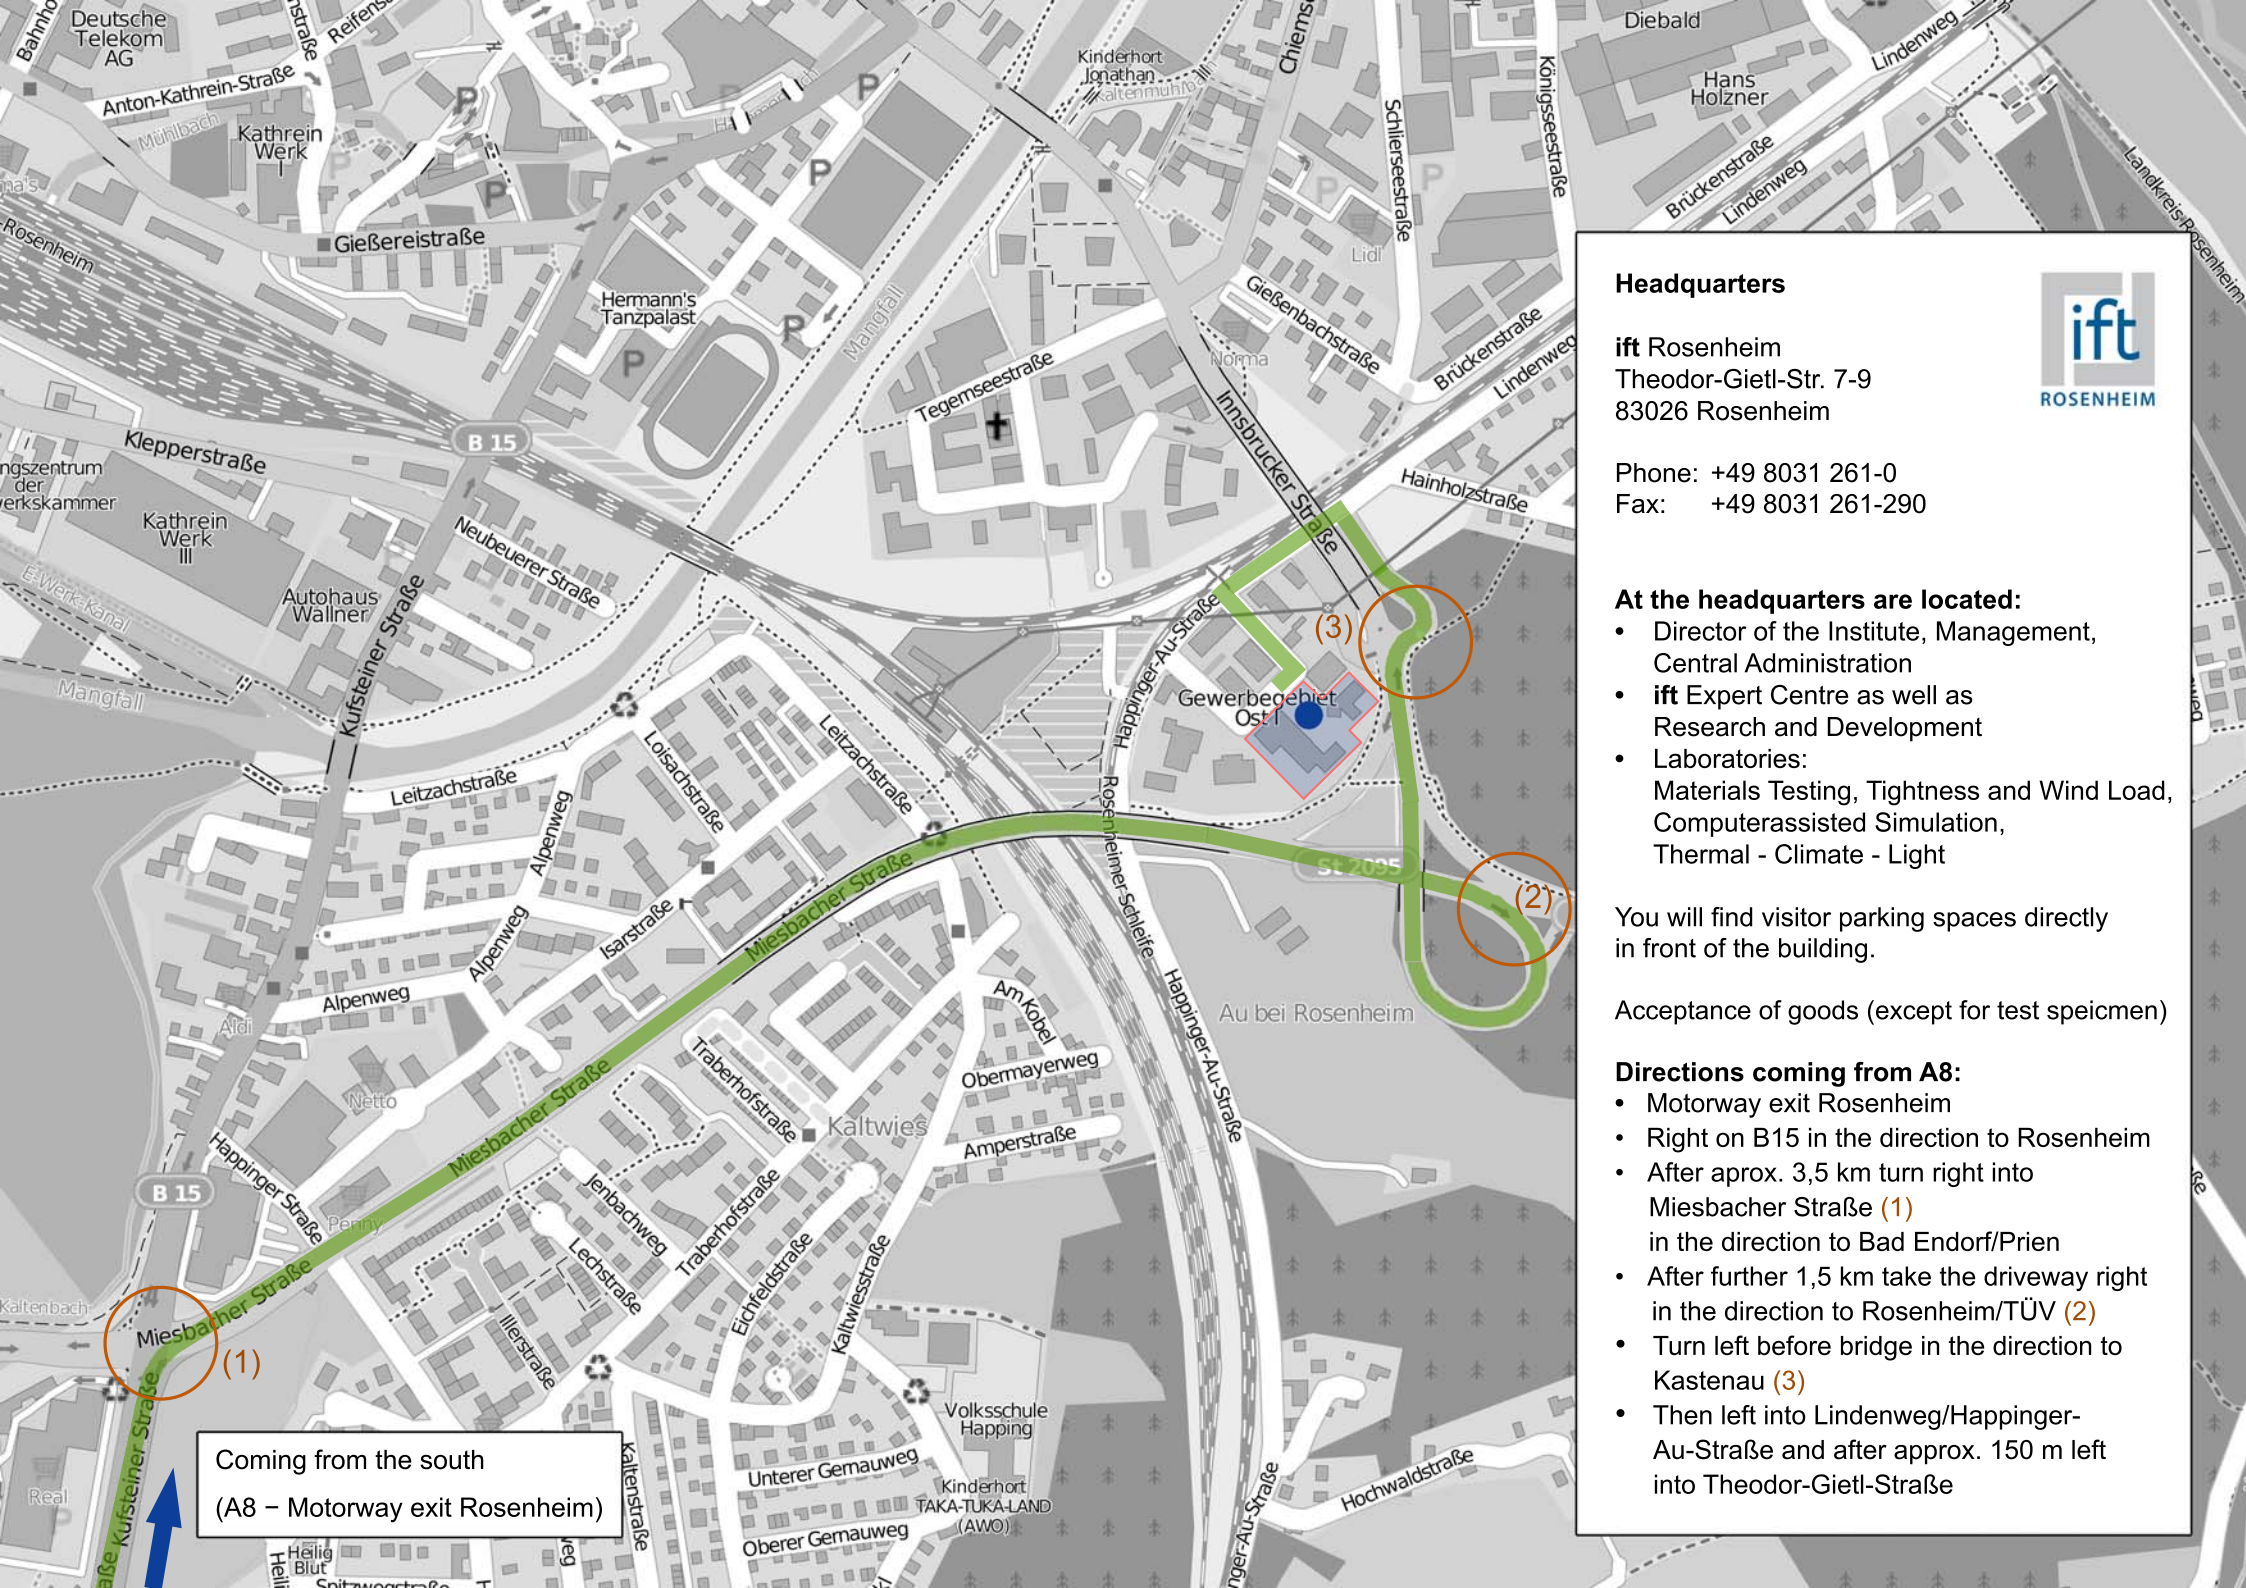 Deutsche
Telekom
AG
Anton-Kathrein-Straße
Mühlbach
Kathrein
Werk
I
Gießereistraße
-Rosenheim
Hermann's
Tanzpalast
P
P
P
P
P
P
P
P
P
Kinderhort
Jonathan
Mangfall
Tegernseestraße
Gießenbachstraße
Norma
Lidl
Schlierseestraße
Königsseestraße
Diebald
Hans
Holzner
Lindenweg
Brückenstraße
Lindenweg
Landkreis Rosenheim
Brückenstraße
Lindenweg
Innsbrucker Straße
Hainholzstraße
B 15
Klepperstraße
Kathrein
Werk
III
Neubeuerer Straße
E-Werk-Kanal
Autohaus
Wallner
Kufsteiner Straße
Mangfall
Leitzachstraße
Loisachstraße
Leitzachstraße
Alpenweg
Alpenweg
Alpenweg
Isarstraße
Aldi
Netto
Happinger-Au-Straße
(3)
Gewerbegebiet
Ost I
Rosenheimer Schleife
St 2095
(2)
Miesbacher Straße
Au bei Rosenheim
Happinger-Au-Straße
Am Kobel
Obermayerweg
Amperstraße
Traberhofstraße
Kaltwies
Miesbacher Straße
Happinger Straße
B 15
Penny
Jenbachweg
Traberhofstraße
Lechstraße
Illerstraße
Eichfeldstraße
Kaltwiesstraße
Miesbacher Straße
Kaltenbach
(1)
Kufsteiner Straße
Real
Volksschule
Happing
Unterer Gernauweg
Kinderhort
TAKA-TUKA-LAND
(AWO)
Oberer Gernauweg
Kaltenstraße
Hochwaldstraße
Heilig
Blut
Coming from the south
(A8 – Motorway exit Rosenheim)
Headquarters
ift
ROSENHEIM
ift Rosenheim
Theodor-Gietl-Str. 7-9
83026 Rosenheim
Phone: +49 8031 261-0
Fax: +49 8031 261-290
At the headquarters are located:
• Director of the Institute, Management,
Central Administration
• ift Expert Centre as well as
Research and Development
• Laboratories:
Materials Testing, Tightness and Wind Load,
Computerassisted Simulation,
Thermal - Climate - Light
You will find visitor parking spaces directly
in front of the building.
Acceptance of goods (except for test speicmen)
Directions coming from A8:
• Motorway exit Rosenheim
• Right on B15 in the direction to Rosenheim
• After aprox. 3,5 km turn right into
Miesbacher Straße (1)
in the direction to Bad Endorf/Prien
• After further 1,5 km take the driveway right
in the direction to Rosenheim/TÜV (2)
• Turn left before bridge in the direction to
Kastenau (3)
• Then left into Lindenweg/Happinger-
Au-Straße and after approx. 150 m left
into Theodor-Gietl-Straße